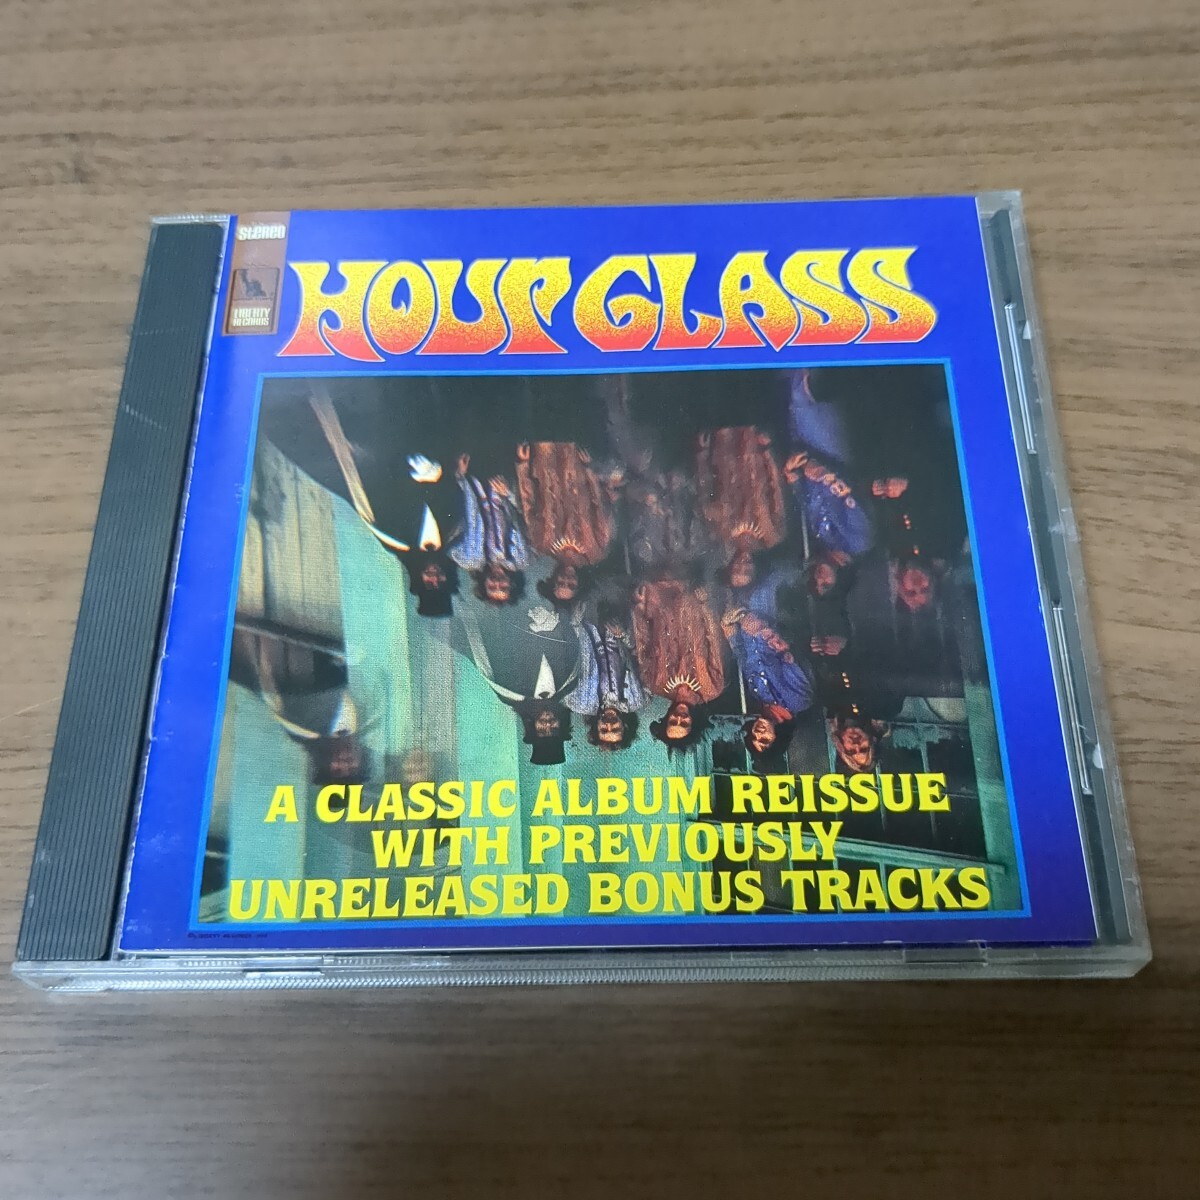 STEREO
LIBERTY
RECORDS
HOUR GLASS
A CLASSIC ALBUM REISSUE
WITH PREVIOUSLY
UNRELEASED BONUS TRACKS